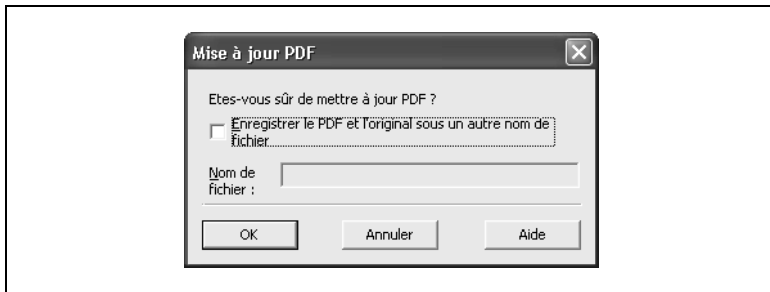 Mise à jour PDF
Etes-vous sûr de mettre à jour PDF ?
Enregistrer le PDF et l'original sous un autre nom de
fichier
Nom de
fichier :
OK Annuler Aide